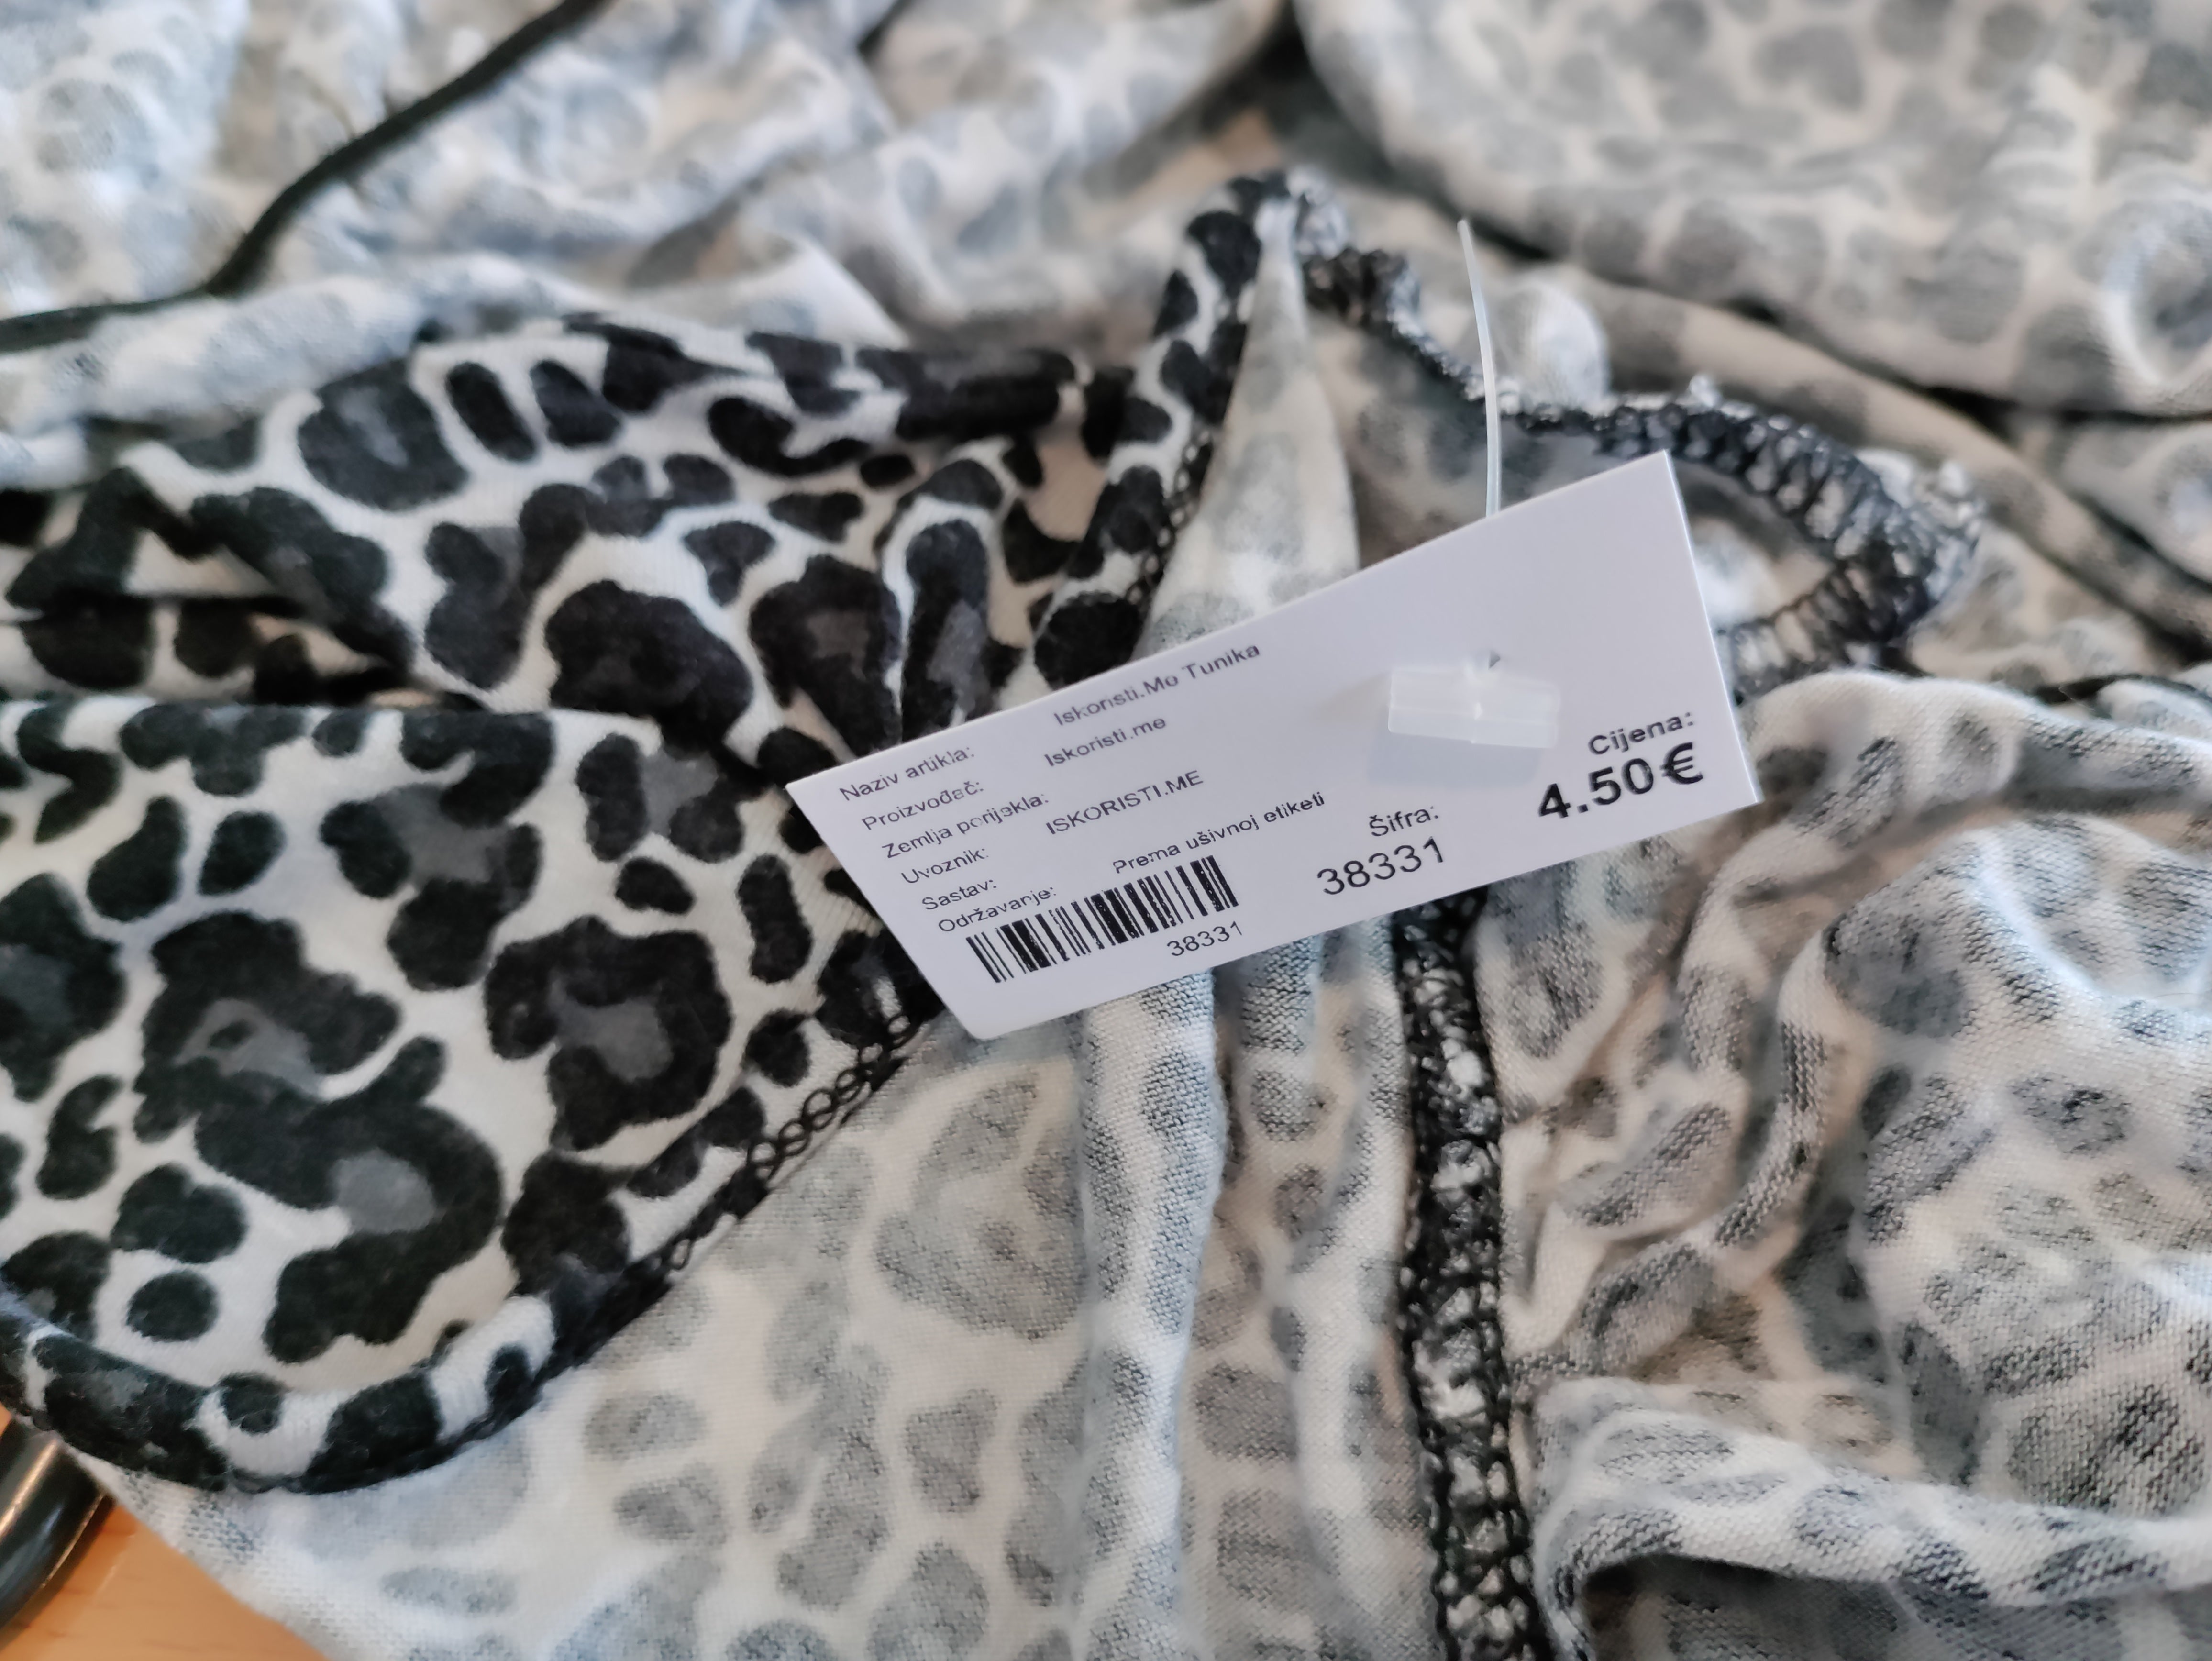 Naziv artikla: Iskoristi.Me Tunika
Proizvođač: Iskoristi.me
Zemlja porijekla:
Uvoznik: ISKORISTI.ME
Sastav:
Održavanje: Prema ušivnoj etiketi
38331
Šifra:
38331
Cijena:
4.50€